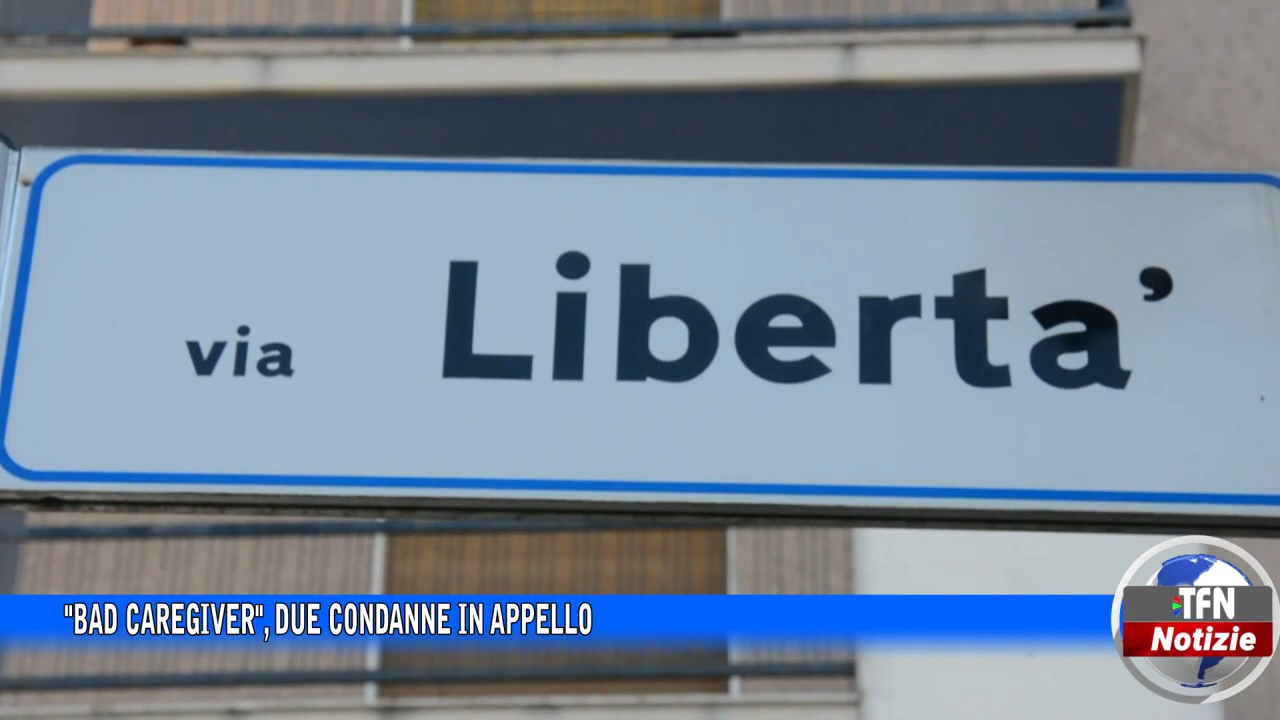 via Liberta’
"BAD CAREGIVER", DUE CONDANNE IN APPELLO
TFN
Notizie